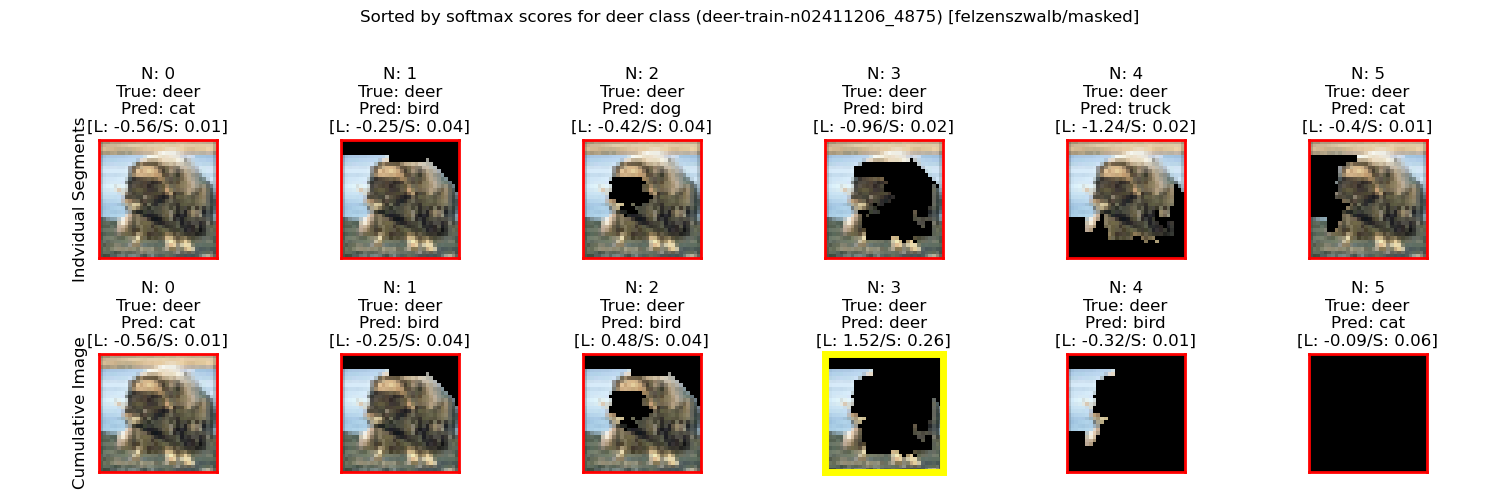 Sorted by softmax scores for deer class (deer-train-n02411206_4875) [felzenszwalb/masked]
Indvidual Segments
N: 0
True: deer
Pred: cat
[L: -0.56/S: 0.01]
N: 1
True: deer
Pred: bird
[L: -0.25/S: 0.04]
N: 2
True: deer
Pred: dog
[L: -0.42/S: 0.04]
N: 3
True: deer
Pred: bird
[L: -0.96/S: 0.02]
N: 4
True: deer
Pred: truck
[L: -1.24/S: 0.02]
N: 5
True: deer
Pred: cat
[L: -0.4/S: 0.01]
Cumulative Image
N: 0
True: deer
Pred: cat
[L: -0.56/S: 0.01]
N: 1
True: deer
Pred: bird
[L: -0.25/S: 0.04]
N: 2
True: deer
Pred: bird
[L: 0.48/S: 0.04]
N: 3
True: deer
Pred: deer
[L: 1.52/S: 0.26]
N: 4
True: deer
Pred: bird
[L: -0.32/S: 0.01]
N: 5
True: deer
Pred: cat
[L: -0.09/S: 0.06]